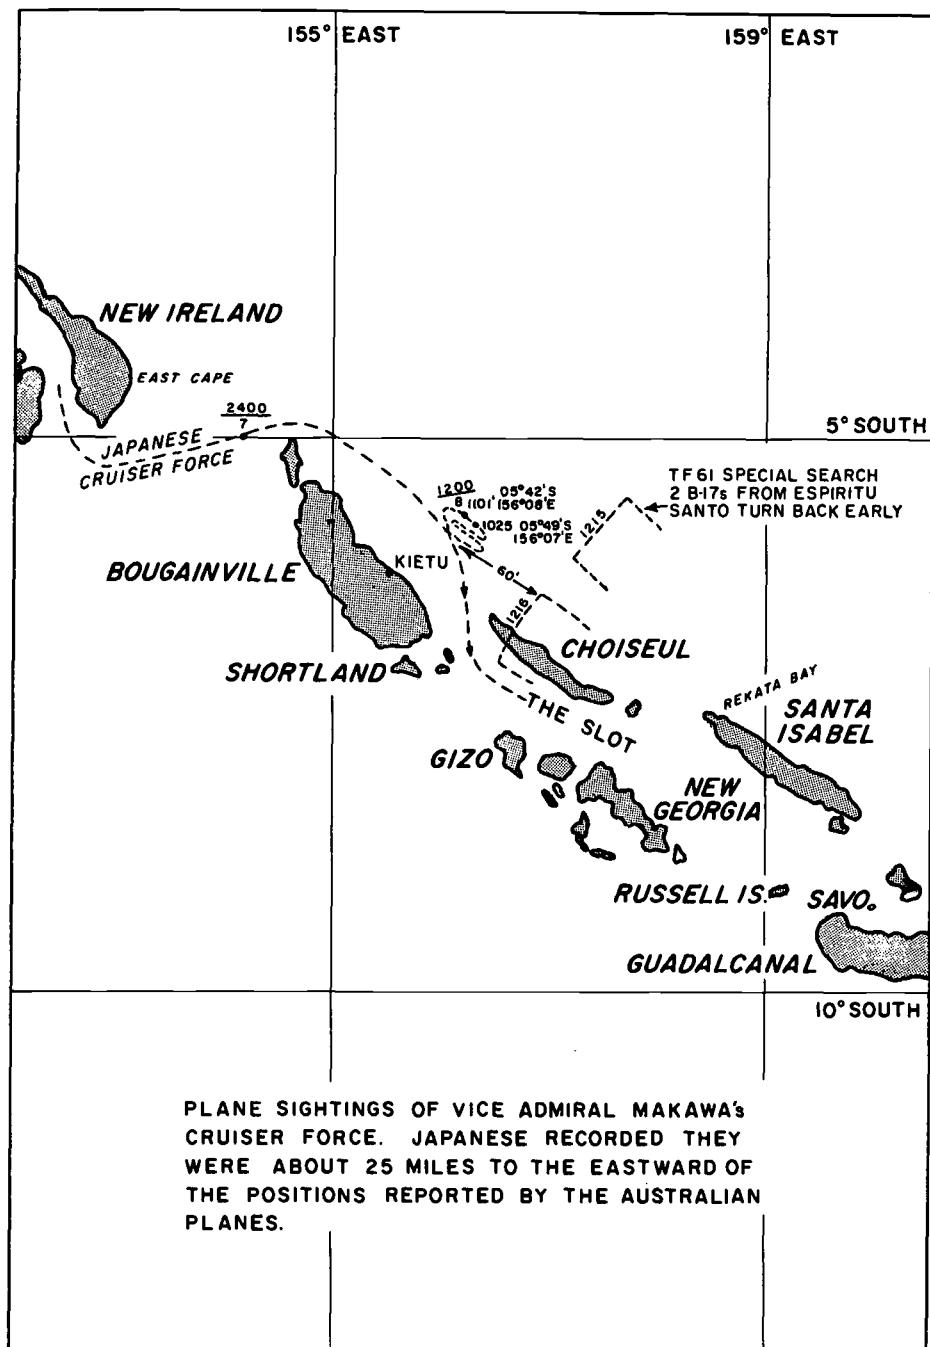 155° EAST
159° EAST
NEW IRELAND
EAST CAPE
2400
7
5° SOUTH
JAPANESE
CRUISER FORCE
TF 61 SPECIAL SEARCH
2 B-17s FROM ESPIRITU
SANTO TURN BACK EARLY
1200
8
05°42'S
1101' 156°08'E
1025 05°49'S
156°07'E
1215
BOUGAINVILLE
KIETU
60'
1216
CHOISEUL
SHORTLAND
REKATA BAY
THE SLOT
SANTA
ISABEL
GIZO
NEW
GEORGIA
RUSSELL IS.
SAVO
GUADALCANAL
10° SOUTH
PLANE SIGHTINGS OF VICE ADMIRAL MAKAWA's
CRUISER FORCE. JAPANESE RECORDED THEY
WERE ABOUT 25 MILES TO THE EASTWARD OF
THE POSITIONS REPORTED BY THE AUSTRALIAN
PLANES.